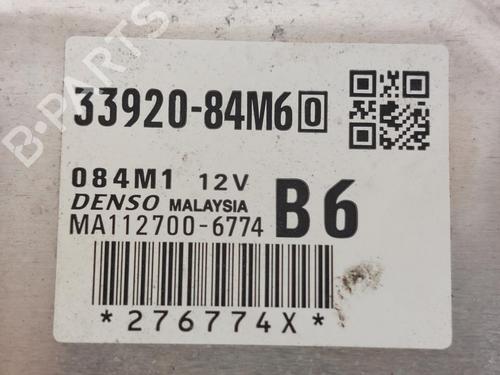 B-PARTS
33920-84M60
084M1 12V
DENSO MALAYSIA
MA112700-6774 B6
*276774X*